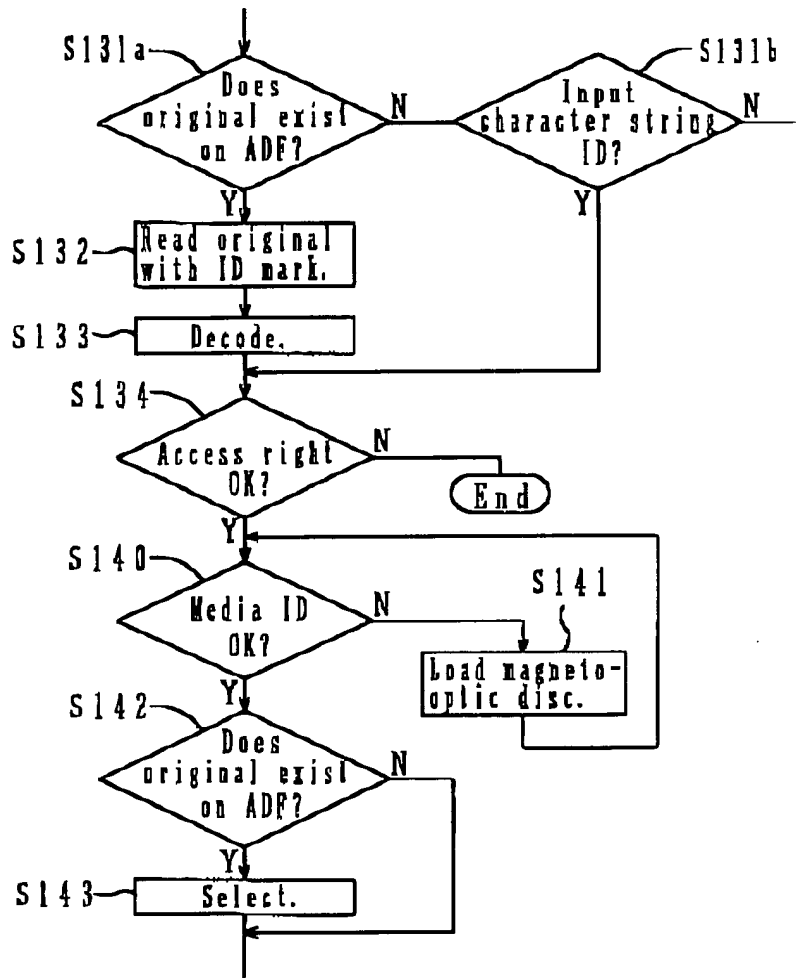 S131a
Does
original exist
on ADF?
N
S131b
Input
character string
ID?
N
Y
Y
S132
Read original
with ID mark.
S133
Decode.
S134
Access right
OK?
N
End
Y
S140
Media ID
OK?
N
S141
Load magneto-
optic disc.
Y
S142
Does
original exist
on ADF?
N
Y
S143
Select.